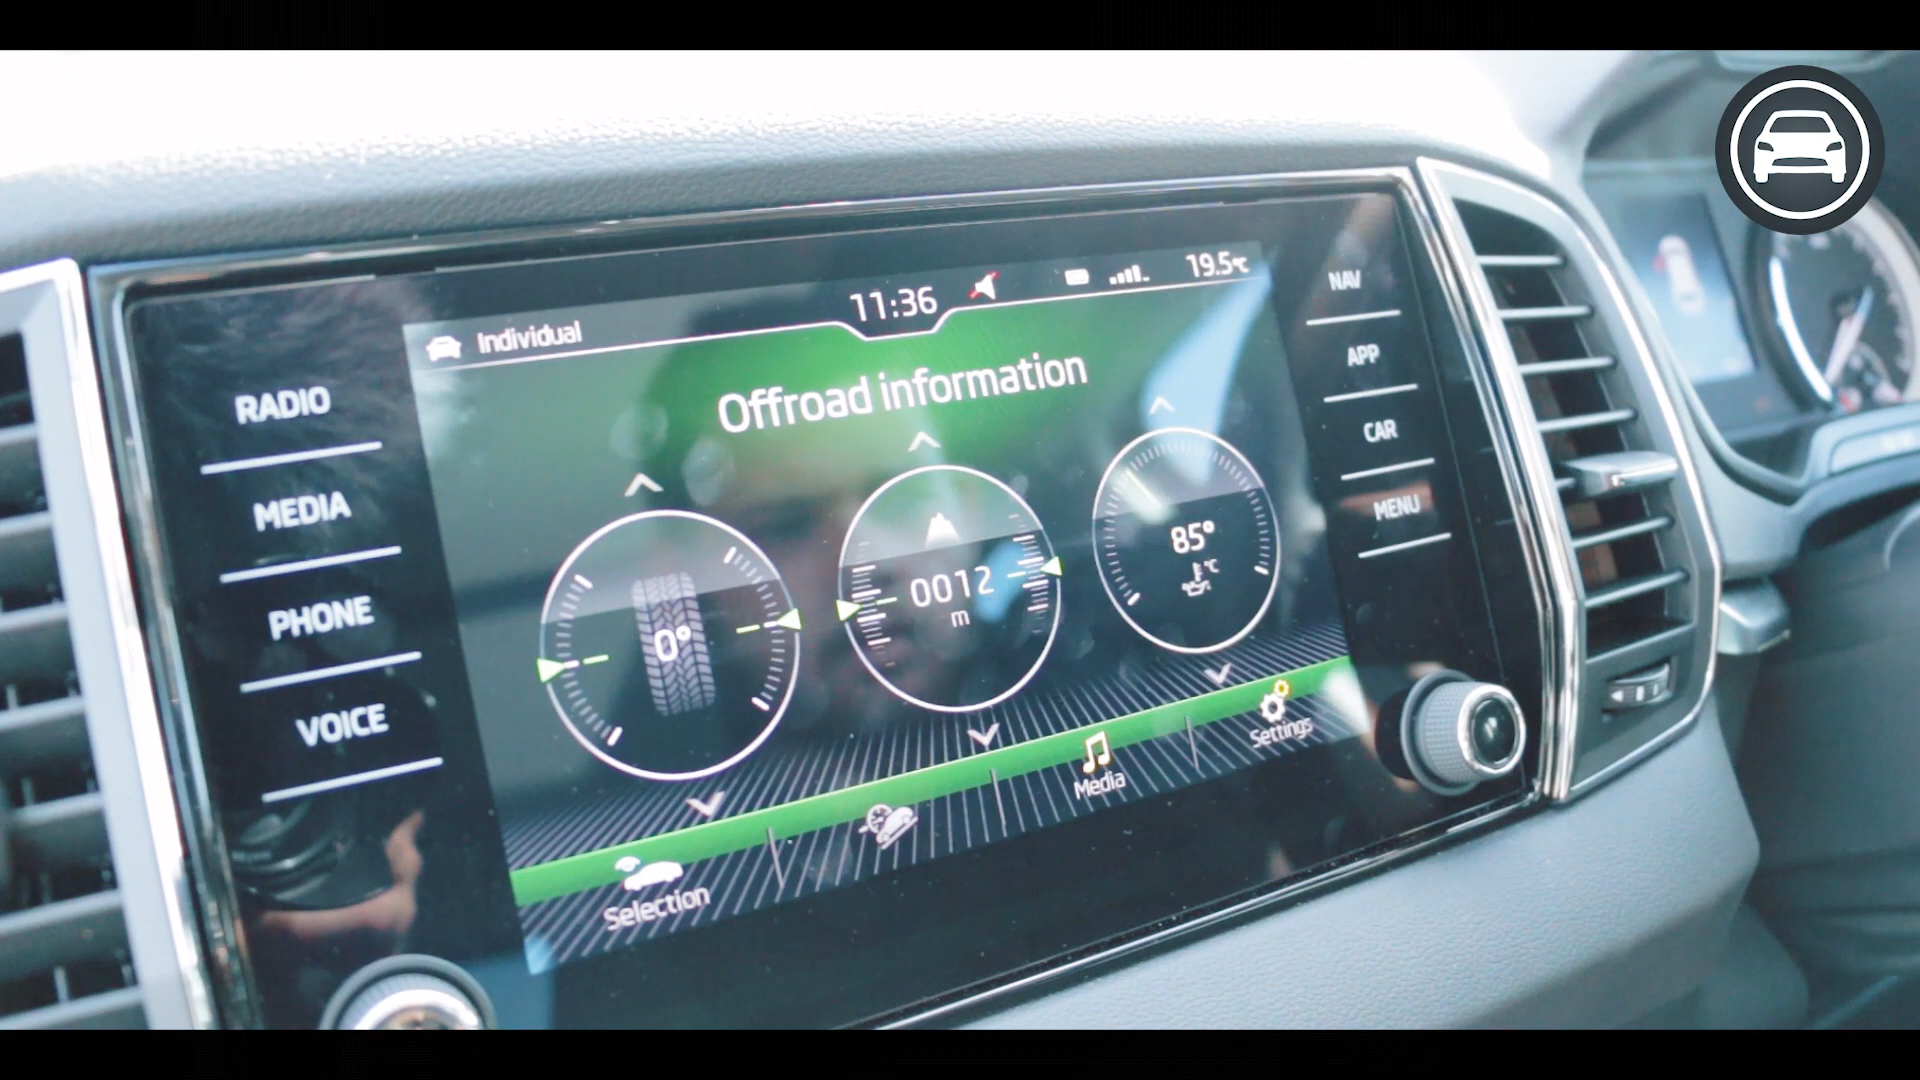 Individual
11:36
19.5°C
Offroad information
RADIO
MEDIA
PHONE
VOICE
0°
0012
m
85°
°C
NAV
APP
CAR
MENU
Selection
Media
Settings